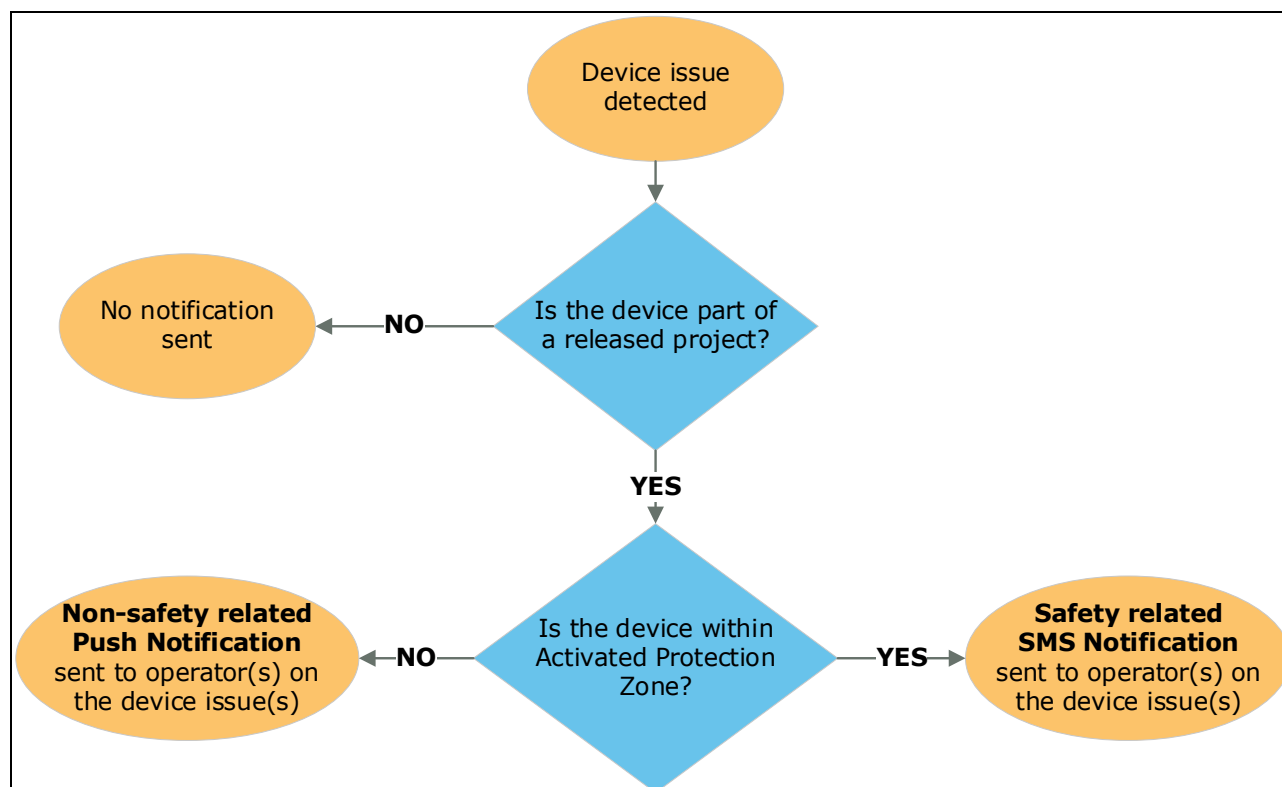 Device issue
detected
Is the device part of
a released project?
NO
No notification
sent
YES
Is the device within
Activated Protection
Zone?
NO
Non-safety related
Push Notification
sent to operator(s) on
the device issue(s)
YES
Safety related
SMS Notification
sent to operator(s) on
the device issue(s)